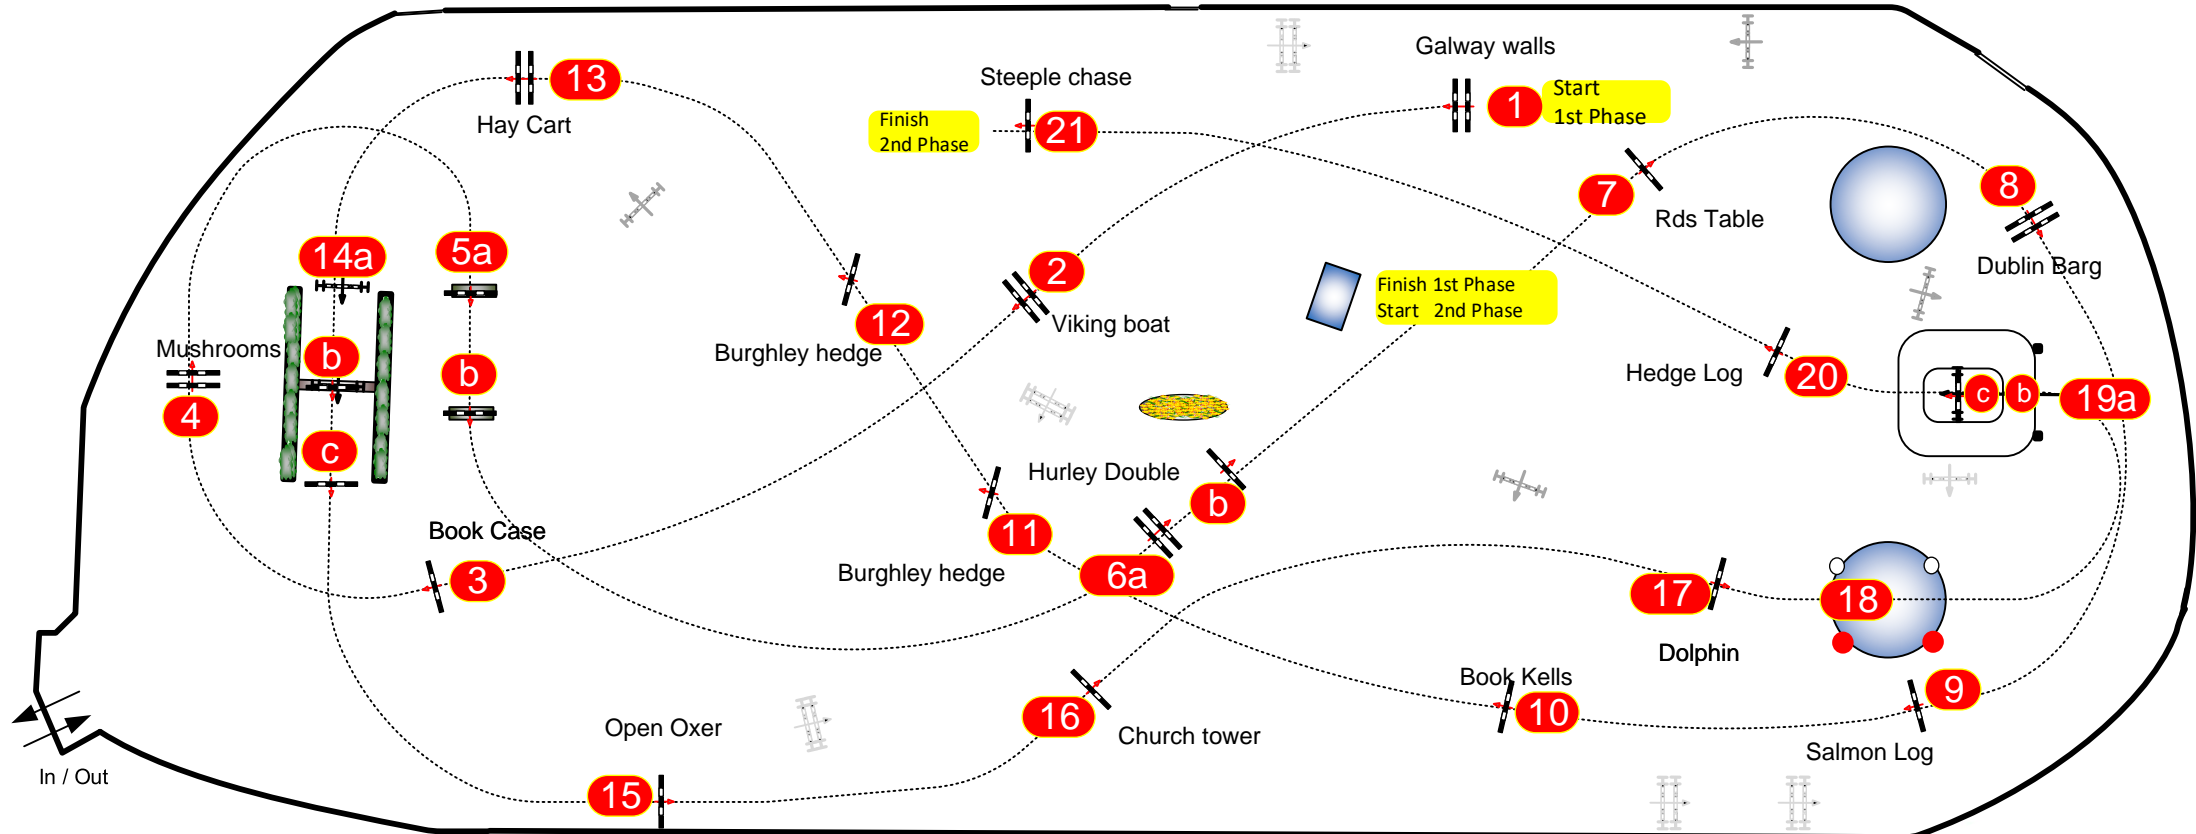 Galway walls
Steeple chase
13
Hay Cart
Finish
2nd Phase
21
1
Start
1st Phase
7
Rds Table
8
Dublin Barg
14a
5a
2
Viking boat
Finish 1st Phase
Start 2nd Phase
12
Burghley hedge
Mushrooms
b
b
4
Hedge Log
20
c
b
19a
c
Hurley Double
b
Book Case
3
11
Burghley hedge
6a
17
18
Dolphin
Book Kells
10
9
Salmon Log
16
Church tower
Open Oxer
15
In / Out